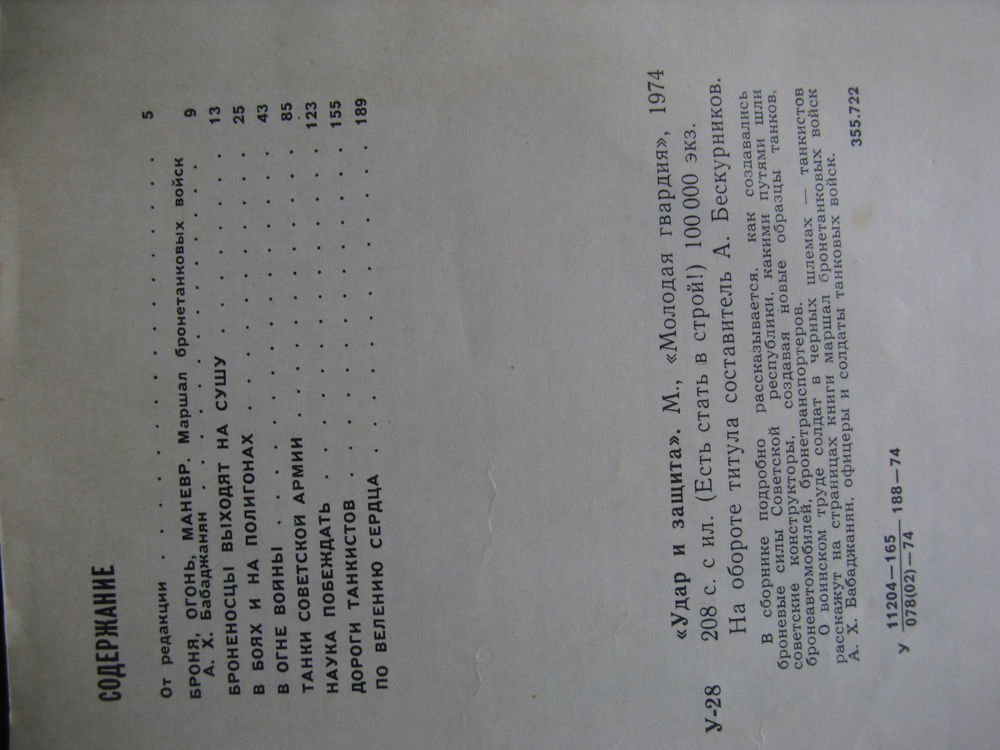 СОДЕРЖАНИЕ
От редакции . . . . . . . . . . . . . 5
БРОНЯ, ОГОНЬ, МАНЕВР. Маршал бронетанковых войск
А. Х. Бабаджанян . . . . . . . . . . . 9
БРОНЕНОСЦЫ ВЫХОДЯТ НА СУШУ . . . . . . . 13
В БОЯХ И НА ПОЛИГОНАХ . . . . . . . . . 25
В ОГНЕ ВОЙНЫ . . . . . . . . . . . . 43
ТАНКИ СОВЕТСКОЙ АРМИИ . . . . . . . . . 85
НАУКА ПОБЕЖДАТЬ . . . . . . . . . . . 123
ДОРОГИ ТАНКИСТОВ . . . . . . . . . . . 155
ПО ВЕЛЕНИЮ СЕРДЦА . . . . . . . . . . 189
«Удар и защита». М., «Молодая гвардия», 1974
У-28 208 с. с ил. (Есть стать в строй!) 100 000 экз.
На обороте титула составитель А. Бескурников.
В сборнике подробно рассказывается, как создавались
броневые силы Советской республики, какими путями шли
советские конструкторы, создавая новые образцы танков,
бронеавтомобилей, бронетранспортеров.
О воинском труде солдат в черных шлемах — танкистов
расскажут на страницах книги маршал бронетанковых войск
А. Х. Бабаджанян, офицеры и солдаты танковых войск.
355.722
У 11204—165
078(02)—74 188—74